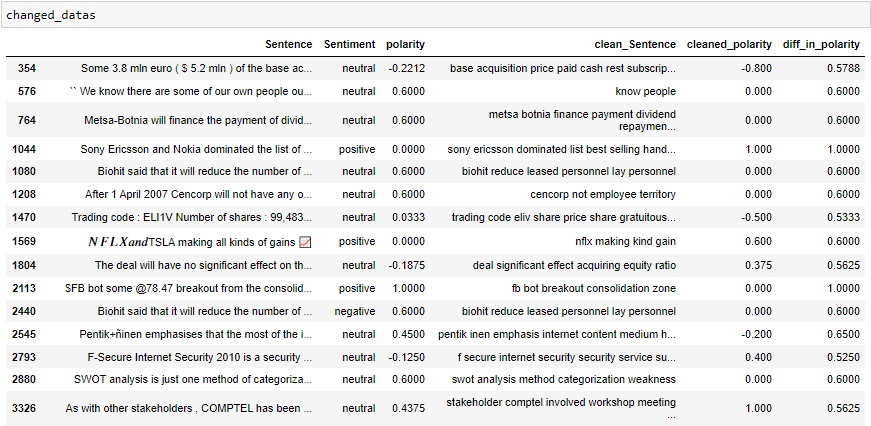 changed_datas
Sentence Sentiment polarity clean_Sentence cleaned_polarity diff_in_polarity
354 Some 3.8 mln euro ( $ 5.2 mln ) of the base ac... neutral -0.2212 base acquisition price paid cash rest subscrip... -0.800 0.5788
576 `` We know there are some of our own people ou... neutral 0.6000 know people 0.000 0.6000
764 Metsa-Botnia will finance the payment of divid... neutral 0.6000 metsa botnia finance payment dividend
repaymen... 0.000 0.6000
1044 Sony Ericsson and Nokia dominated the list of ... positive 0.0000 sony ericsson dominated list best selling hand... 1.000 1.0000
1080 Biohit said that it will reduce the number of ... neutral 0.6000 biohit reduce leased personnel lay personnel 0.000 0.6000
1208 After 1 April 2007 Cencorp will not have any o... neutral 0.6000 cencorp not employee territory 0.000 0.6000
1470 Trading code : ELI1V Number of shares : 99,483... neutral 0.0333 trading code eliv share price share gratuitous... -0.500 0.5333
1569 NFLXandTSLA making all kinds of gains 📈 positive 0.0000 nflx making kind gain 0.600 0.6000
1804 The deal will have no significant effect on th... neutral -0.1875 deal significant effect acquiring equity ratio 0.375 0.5625
2113 $FB bot some @78.47 breakout from the consolid... positive 1.0000 fb bot breakout consolidation zone 0.000 1.0000
2440 Biohit said that it will reduce the number of ... negative 0.6000 biohit reduce leased personnel lay personnel 0.000 0.6000
2545 Pentik+ñinen emphasises that the most of the i... neutral 0.4500 pentik inen emphasis internet content medium h... -0.200 0.6500
2793 F-Secure Internet Security 2010 is a security ... neutral -0.1250 f secure internet security security service su... 0.400 0.5250
2880 SWOT analysis is just one method of categoriza... neutral 0.6000 swot analysis method categorization weakness 0.000 0.6000
3326 As with other stakeholders , COMPTEL has been ... neutral 0.4375 stakeholder comptel involved workshop meeting
... 1.000 0.5625